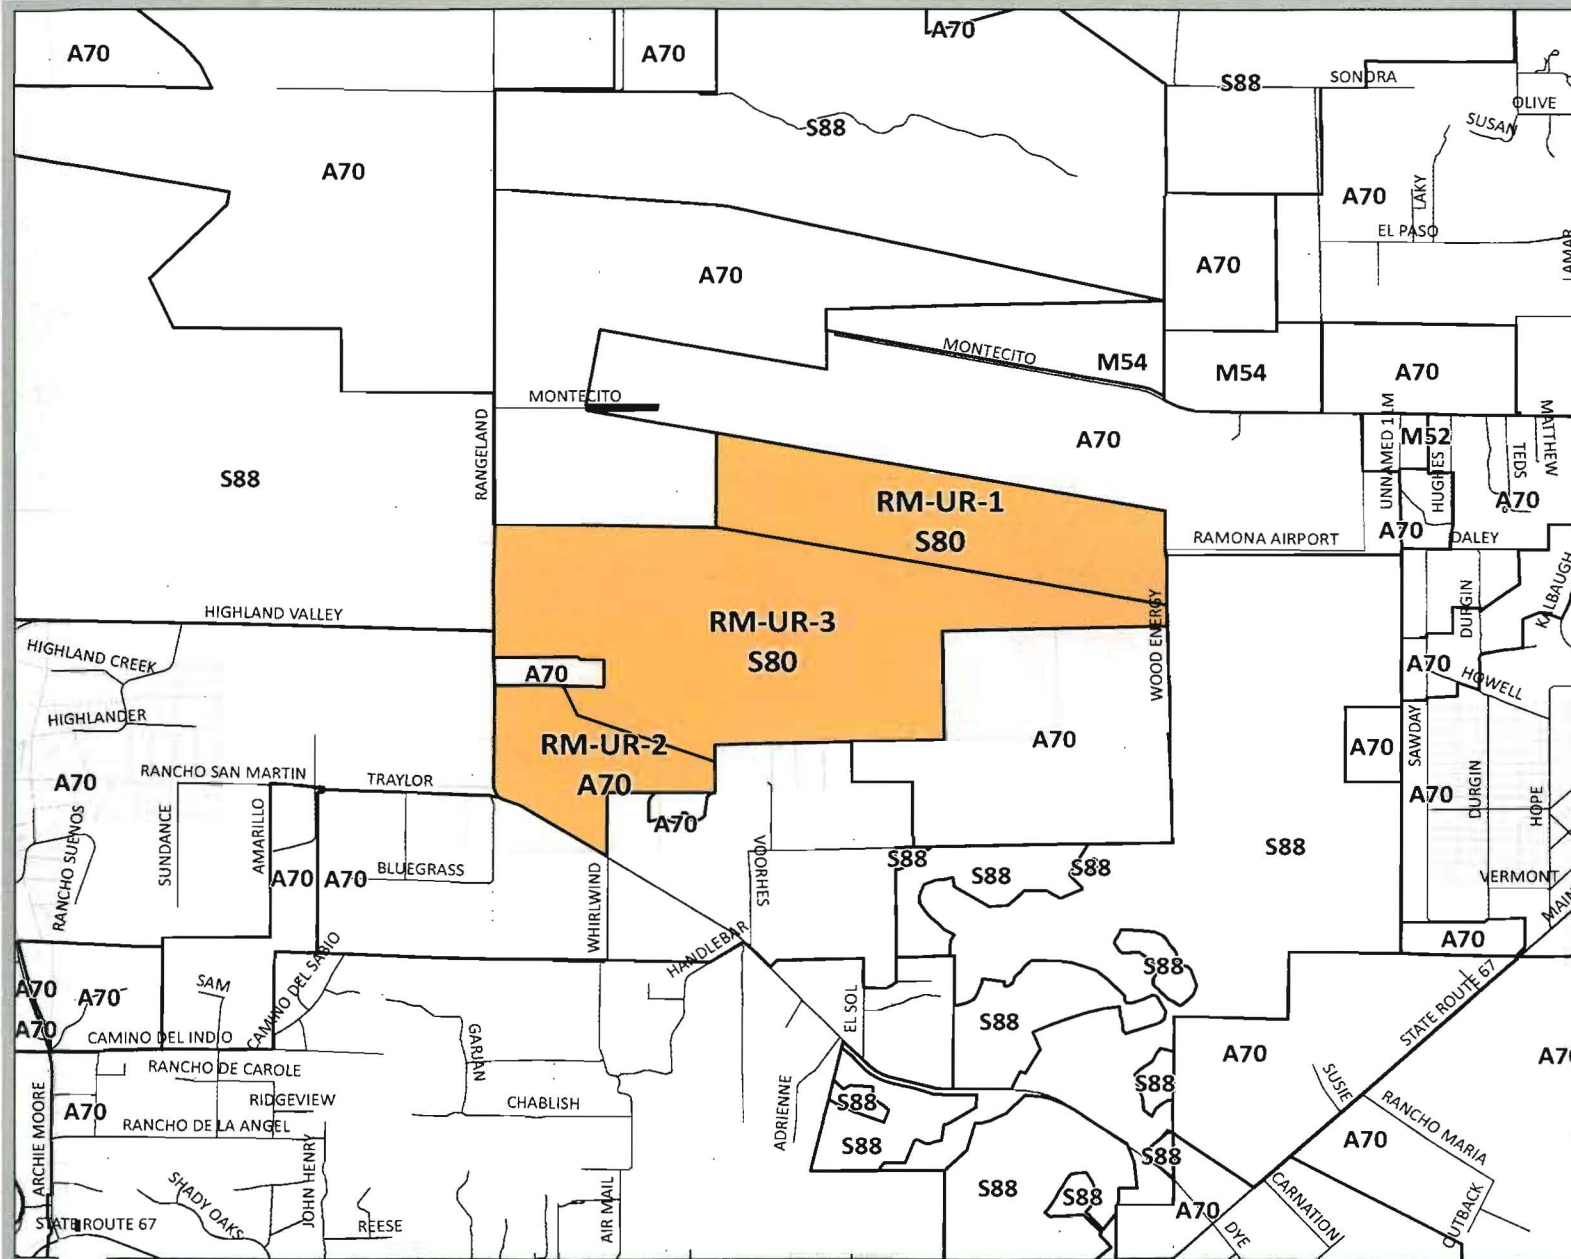 A70
A70
A70
S88
SONDRA
OLIVE
SUSAN
S88
A70
A70
LAKY
EL PASO
LAMAR
A70
A70
MONTECITO
M54
M54
A70
MONTECITO
RANGELAND
A70
UNNAMED 11M
M52
HUGHES
TEDS
MATTHEW
S88
RM-UR-1
S80
A70
A70
RAMONA AIRPORT
DALEY
HIGHLAND VALLEY
RM-UR-3
S80
WOOD ENERGY
DURGIN
KALBAUGH
HIGHLAND CREEK
A70
A70
HOWELL
HIGHLANDER
RM-UR-2
A70
A70
A70
SAWDAY
A70
RANCHO SAN MARTIN
TRAYLOR
A70
DURGIN
HOPE
RANCHO SUENOS
SUNDANCE
AMARILLO
A70
A70
A70
BLUEGRASS
WHIRLWIND
VOORHES
S88
S88
S88
S88
VERMONT
MAIN
HANDLEBAR
A70
A70
A70
A70
SAM
CAMINO DEL SABIO
S88
STATE ROUTE 67
CAMINO DEL INDIO
GARJAN
EL SOL
S88
A70
A70
RANCHO DE CAROLE
ARCHIE MOORE
A70
RIDGEVIEW
CHABLISH
RANCHO DE LA ANGEL
ADRIENNE
S88
S88
S88
SUSIE
RANCHO MARIA
A70
JOHN HENRY
SHADY OAKS
STATE ROUTE 67
REESE
AIR MAIL
S88
S88
S88
A70
DYE
CARNATION
OUTBACK